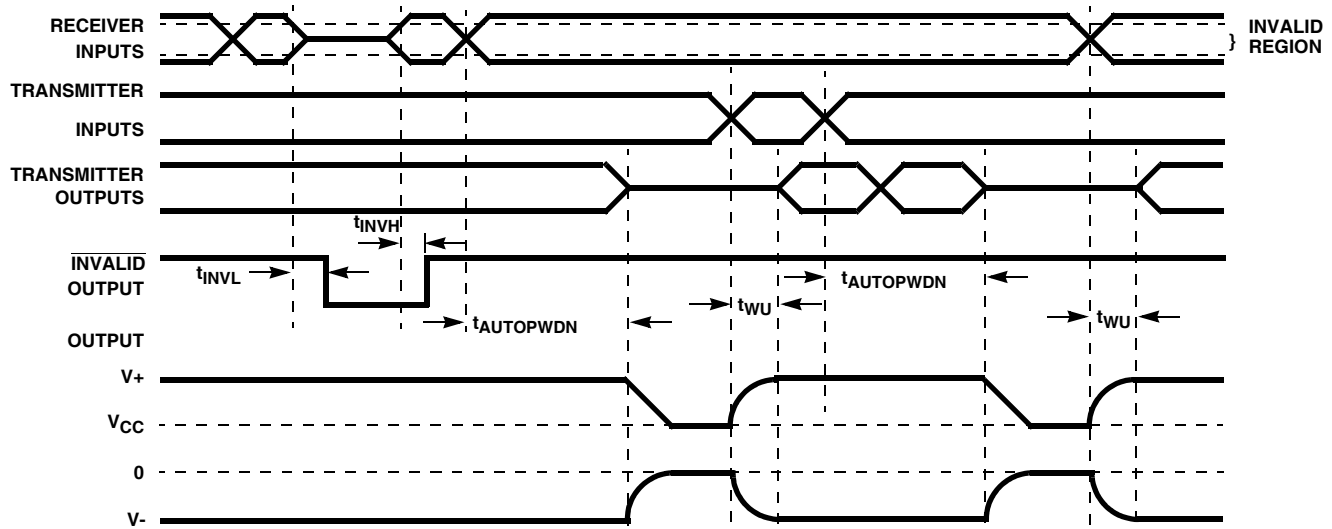 RECEIVER
INPUTS
} INVALID
REGION
TRANSMITTER
INPUTS
TRANSMITTER
OUTPUTS
tINVH
INVALID
OUTPUT
tINVL
tAUTOPWDN
tWU
tAUTOPWDN
tWU
OUTPUT
V+
VCC
0
V-